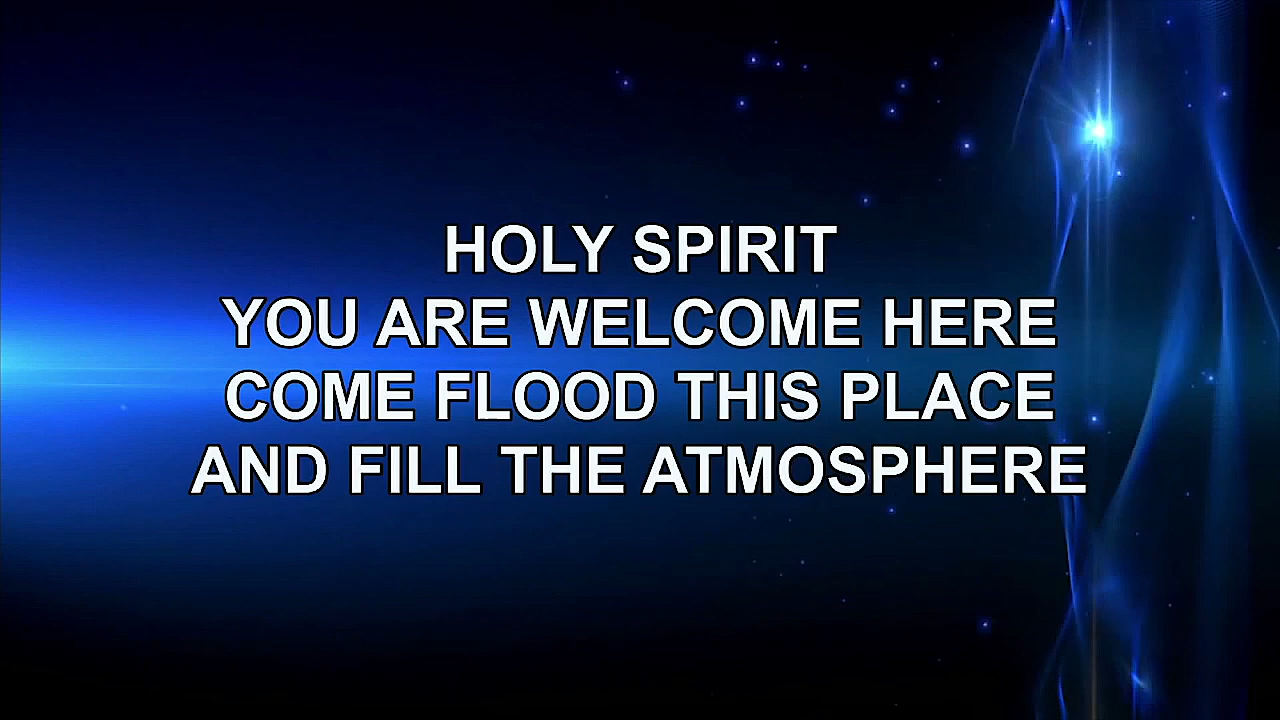 HOLY SPIRIT
YOU ARE WELCOME HERE
COME FLOOD THIS PLACE
AND FILL THE ATMOSPHERE